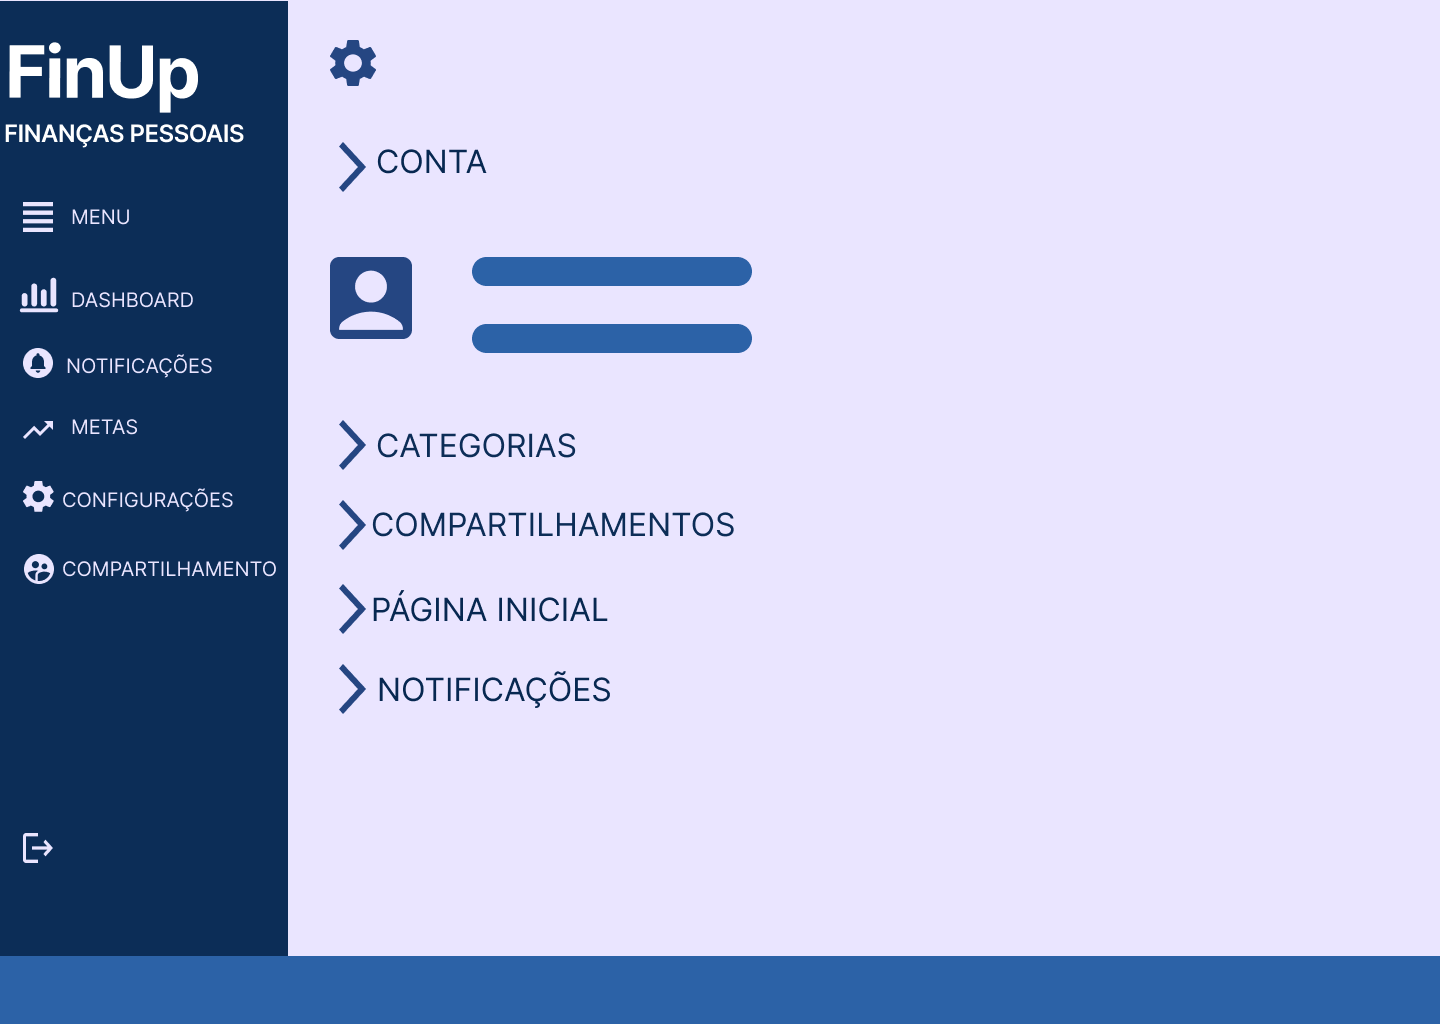 FinUp
FINANÇAS PESSOAIS
MENU
DASHBOARD
NOTIFICAÇÕES
METAS
CONFIGURAÇÕES
COMPARTILHAMENTO
CONTA
CATEGORIAS
COMPARTILHAMENTOS
PÁGINA INICIAL
NOTIFICAÇÕES